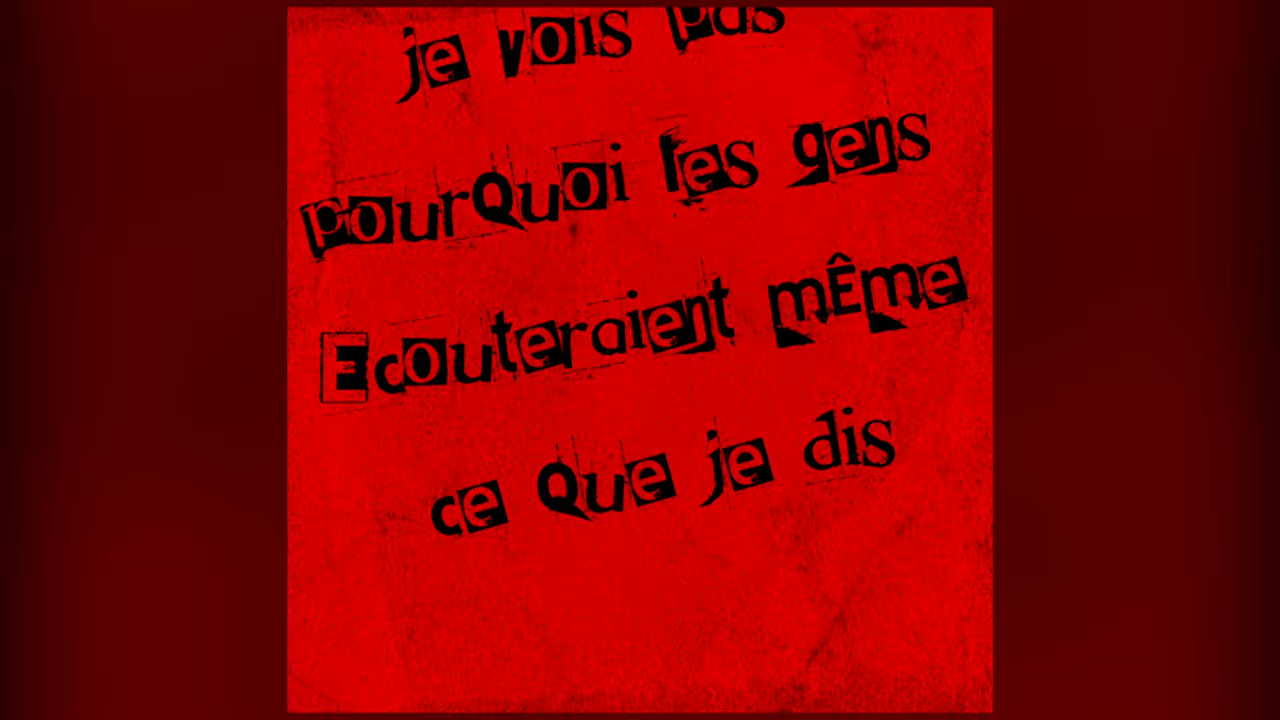 je vois pas
pourQuoi les gens
Ecouteraient mÊme
ce Que je dis